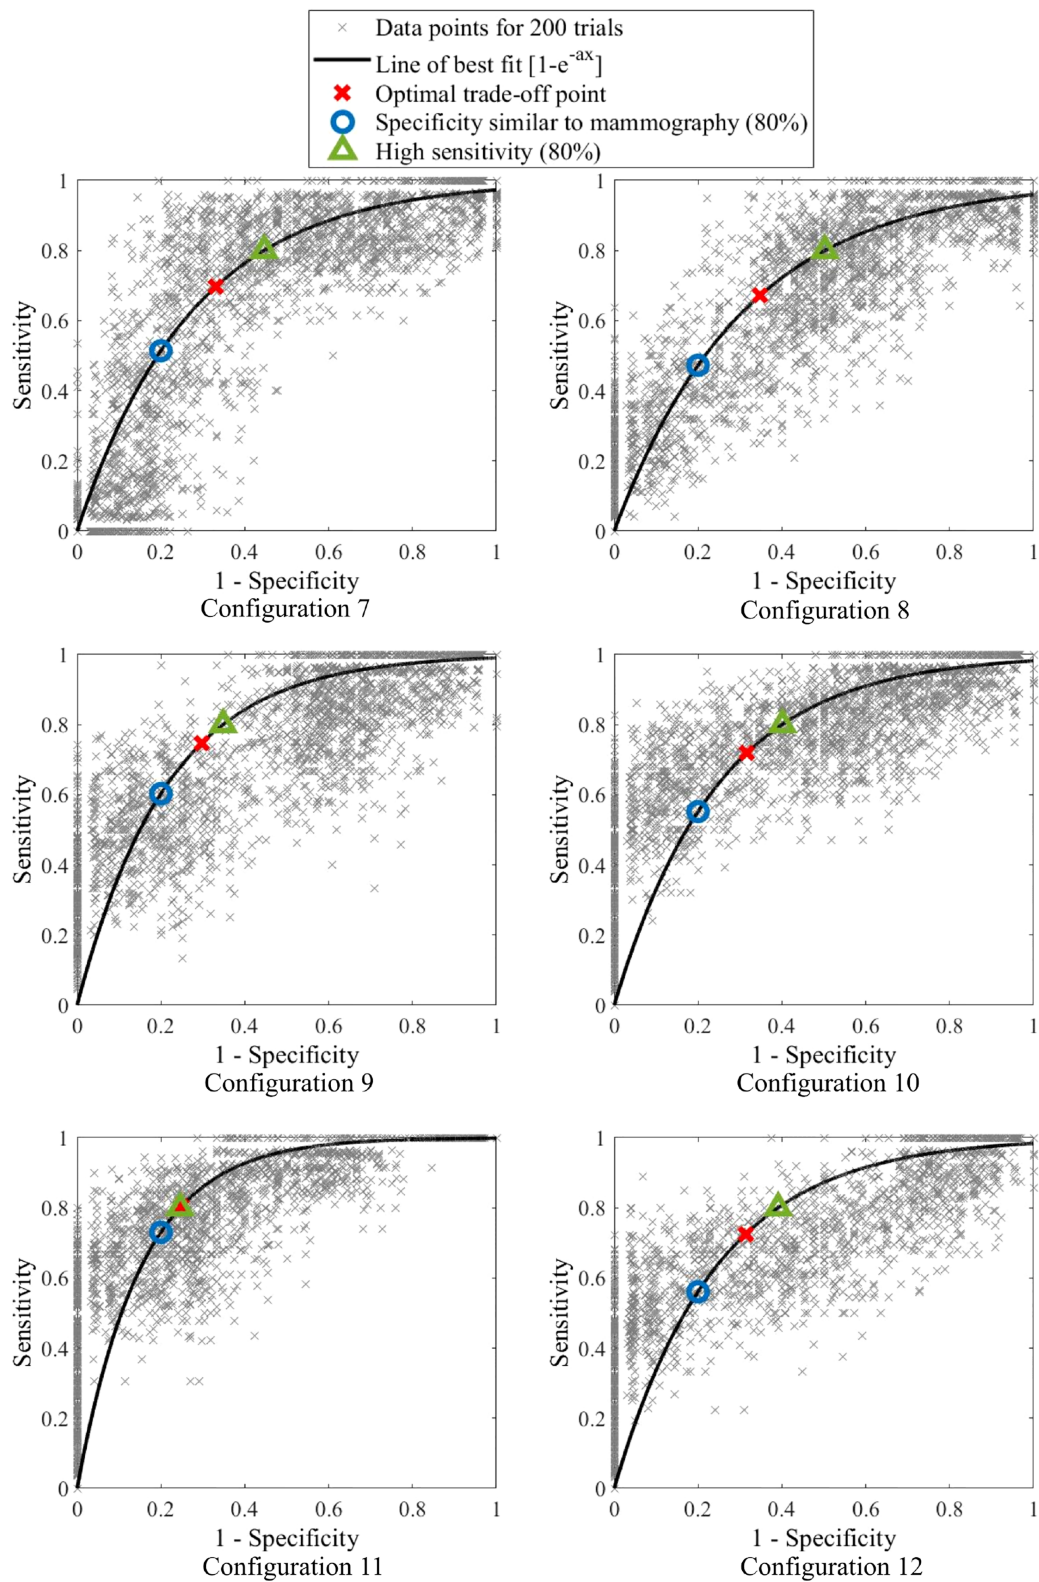 Data points for 200 trials
Line of best fit [1-e^-ax]
Optimal trade-off point
Specificity similar to mammography (80%)
High sensitivity (80%)
1
0.8
0.6
0.4
0.2
0
Sensitivity
0 0.2 0.4 0.6 0.8 1
1 - Specificity
Configuration 7
1
0.8
0.6
0.4
0.2
0
Sensitivity
0 0.2 0.4 0.6 0.8 1
1 - Specificity
Configuration 8
1
0.8
0.6
0.4
0.2
0
Sensitivity
0 0.2 0.4 0.6 0.8 1
1 - Specificity
Configuration 9
1
0.8
0.6
0.4
0.2
0
Sensitivity
0 0.2 0.4 0.6 0.8 1
1 - Specificity
Configuration 10
1
0.8
0.6
0.4
0.2
0
Sensitivity
0 0.2 0.4 0.6 0.8 1
1 - Specificity
Configuration 11
1
0.8
0.6
0.4
0.2
0
Sensitivity
0 0.2 0.4 0.6 0.8 1
1 - Specificity
Configuration 12